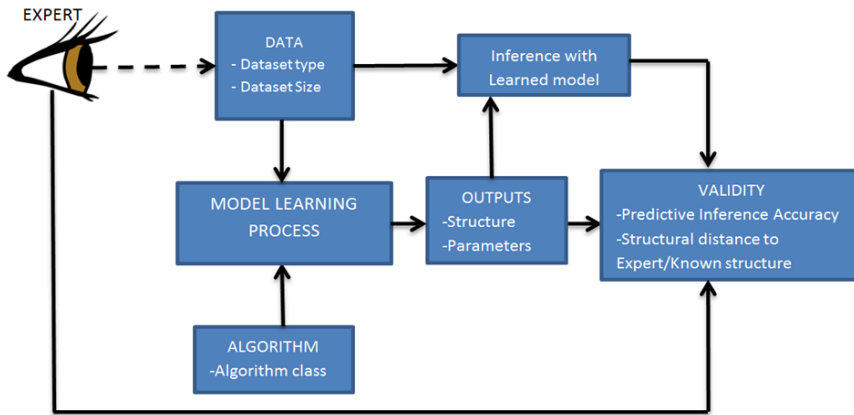 EXPERT
DATA
- Dataset type
- Dataset Size
Inference with
Learned model
MODEL LEARNING
PROCESS
OUTPUTS
-Structure
-Parameters
VALIDITY
-Predictive Inference Accuracy
-Structural distance to
Expert/Known structure
ALGORITHM
-Algorithm class